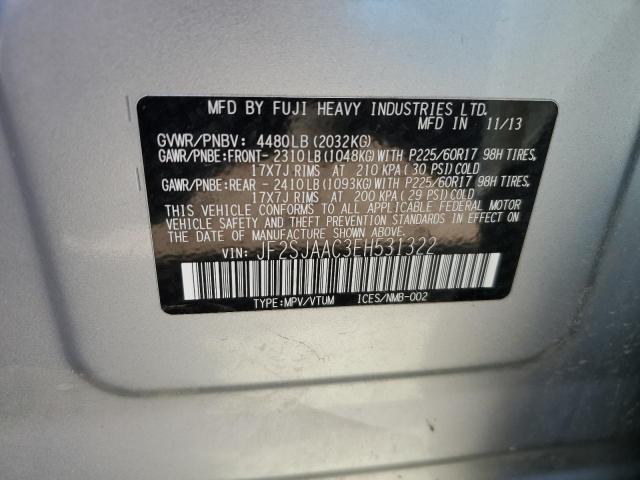 MFD BY FUJI HEAVY INDUSTRIES LTD.
MFD IN 11/13
GVWR/PNBV: 4480LB (2032KG)
GAWR/PNBE:FRONT- 2310LB(1048KG)WITH P225/60R17 98H TIRES,
17X7J RIMS AT 210 KPA (30 PSI)COLD
GAWR/PNBE:REAR - 2410LB(1093KG)WITH P225/60R17 98H TIRES,
17X7J RIMS AT 200 KPA (29 PSI)COLD
THIS VEHICLE CONFORMS TO ALL APPLICABLE FEDERAL MOTOR
VEHICLE SAFETY AND THEFT PREVENTION STANDARDS IN EFFECT
ON THE DATE OF MANUFACTURE SHOWN ABOVE.
VIN: JF2SJAAC3EH531322
TYPE:MPV/VTUM ICES/NMB-002